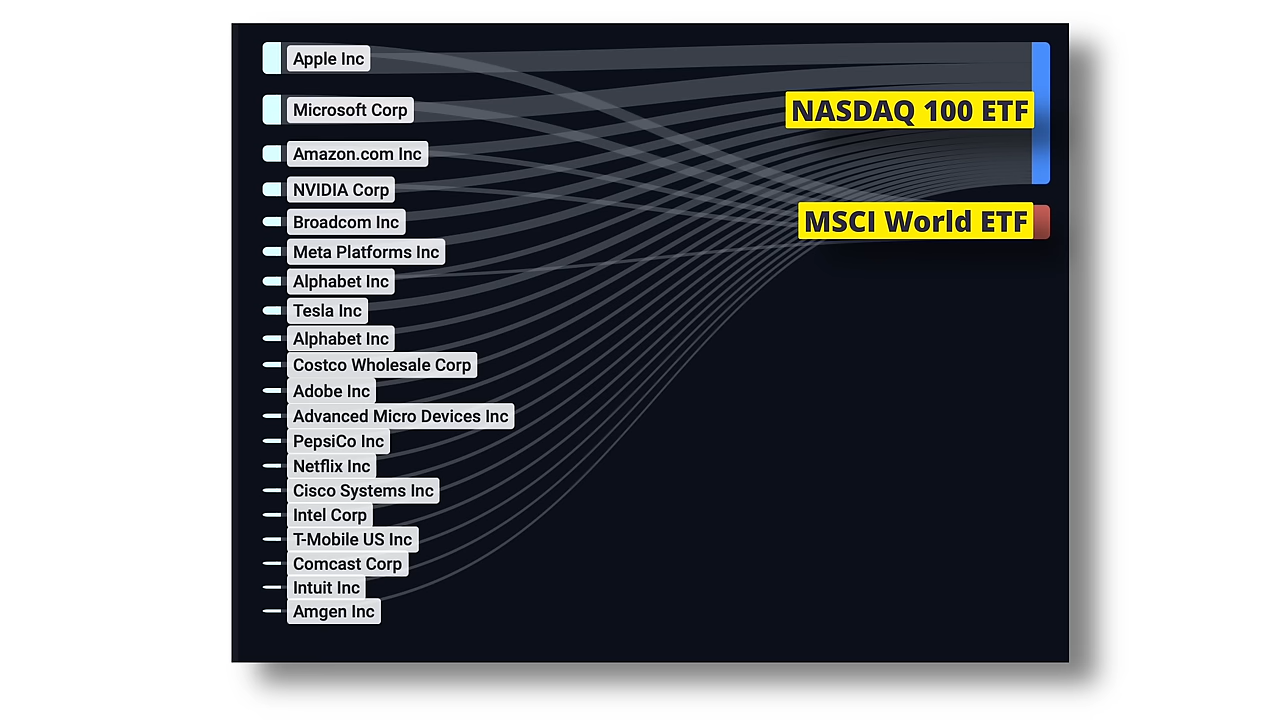 Apple Inc
Microsoft Corp
Amazon.com Inc
NVIDIA Corp
Broadcom Inc
Meta Platforms Inc
Alphabet Inc
Tesla Inc
Alphabet Inc
Costco Wholesale Corp
Adobe Inc
Advanced Micro Devices Inc
PepsiCo Inc
Netflix Inc
Cisco Systems Inc
Intel Corp
T-Mobile US Inc
Comcast Corp
Intuit Inc
Amgen Inc
NASDAQ 100 ETF
MSCI World ETF